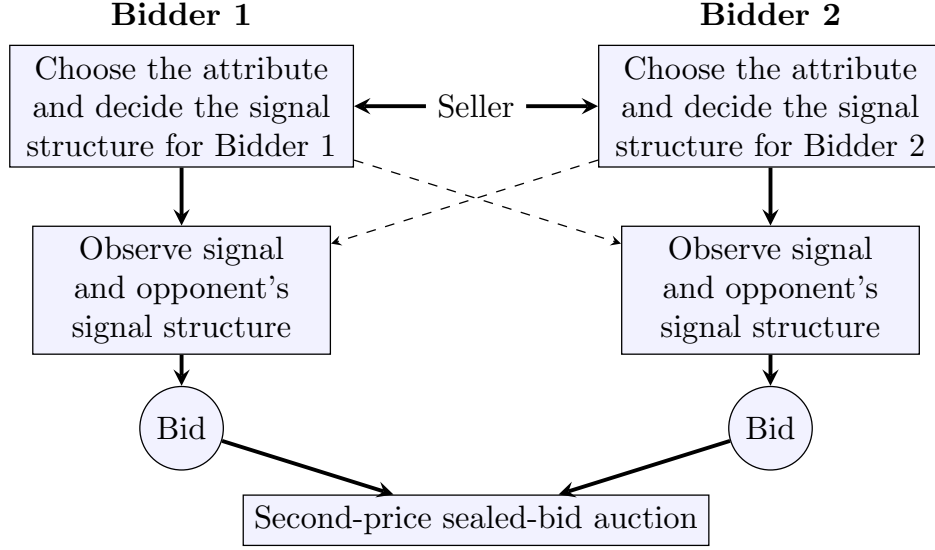 Bidder 1
Bidder 2
Choose the attribute
and decide the signal
structure for Bidder 1
Seller
Choose the attribute
and decide the signal
structure for Bidder 2
Observe signal
and opponent's
signal structure
Observe signal
and opponent's
signal structure
Bid
Bid
Second-price sealed-bid auction